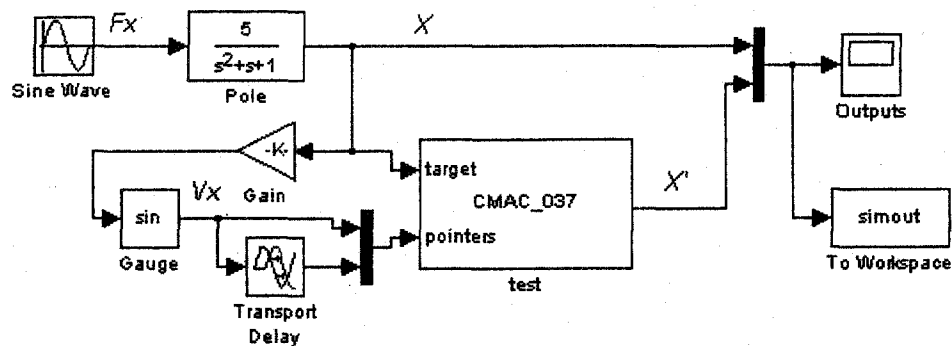 Fx
X
5
s²+s+1
Sine Wave
Pole
Outputs
-K-
target
CMAC_037
X'
Vx
Gain
sin
pointers
simout
Gauge
test
To Workspace
Transport
Delay